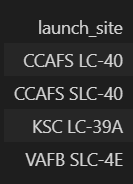 launch_site
CCAFS LC-40
CCAFS SLC-40
KSC LC-39A
VAFB SLC-4E